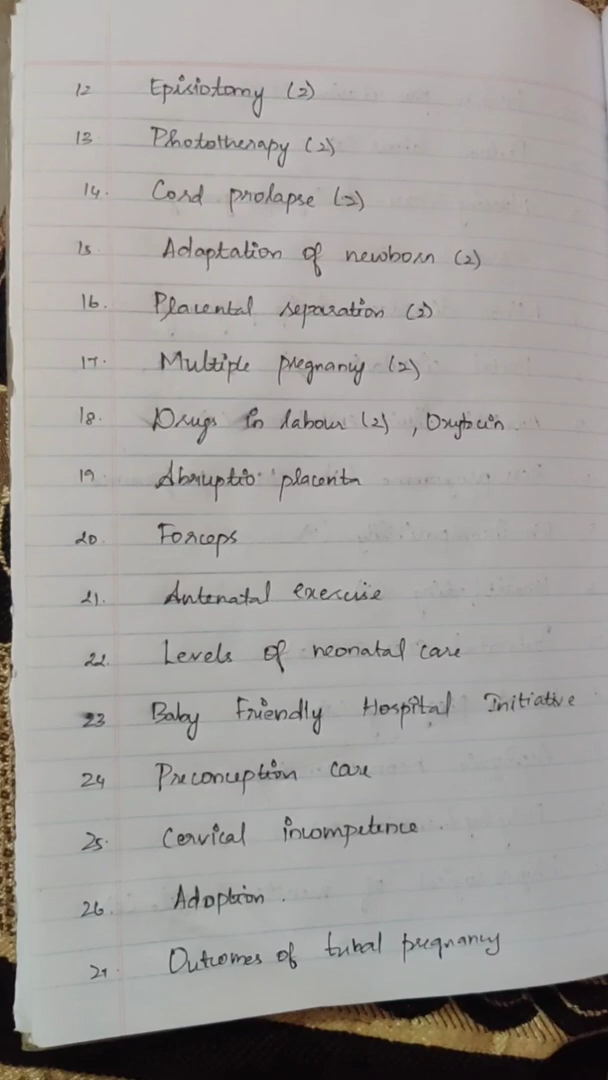 12 Episiotomy (2)
13 Phototherapy (2)
14. Cord prolapse (2)
15 Adaptation of newborn (2)
16. Placental separation (2)
17. Multiple pregnancy (2)
18. Drugs in labour (2), Oxytocin.
19 Abruptio placenta
20. Forceps
21. Antenatal exercise
22. Levels of neonatal care
23 Baby Friendly Hospital Initiative
24 Preconception care
25. Cervical incompetence.
26. Adoption.
27. Outcomes of tubal pregnancy